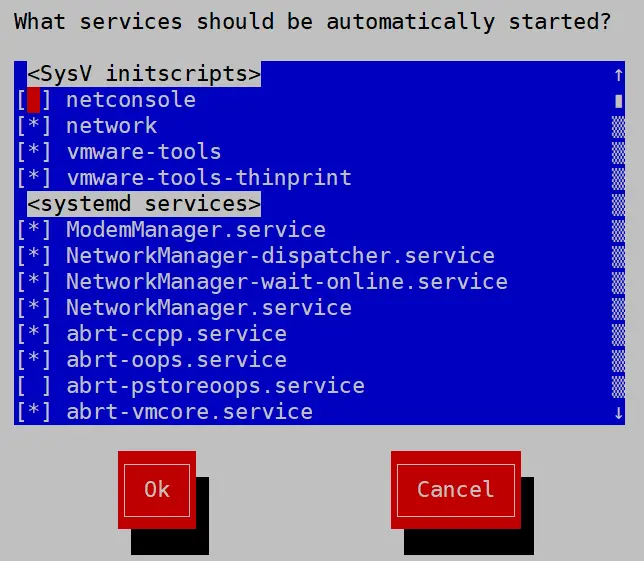 What services should be automatically started?
<SysV initscripts>
[ ] netconsole
[*] network
[*] vmware-tools
[*] vmware-tools-thinprint
<systemd services>
[*] ModemManager.service
[*] NetworkManager-dispatcher.service
[*] NetworkManager-wait-online.service
[*] NetworkManager.service
[*] abrt-ccpp.service
[*] abrt-oops.service
[ ] abrt-pstoreoops.service
[*] abrt-vmcore.service
Ok Cancel